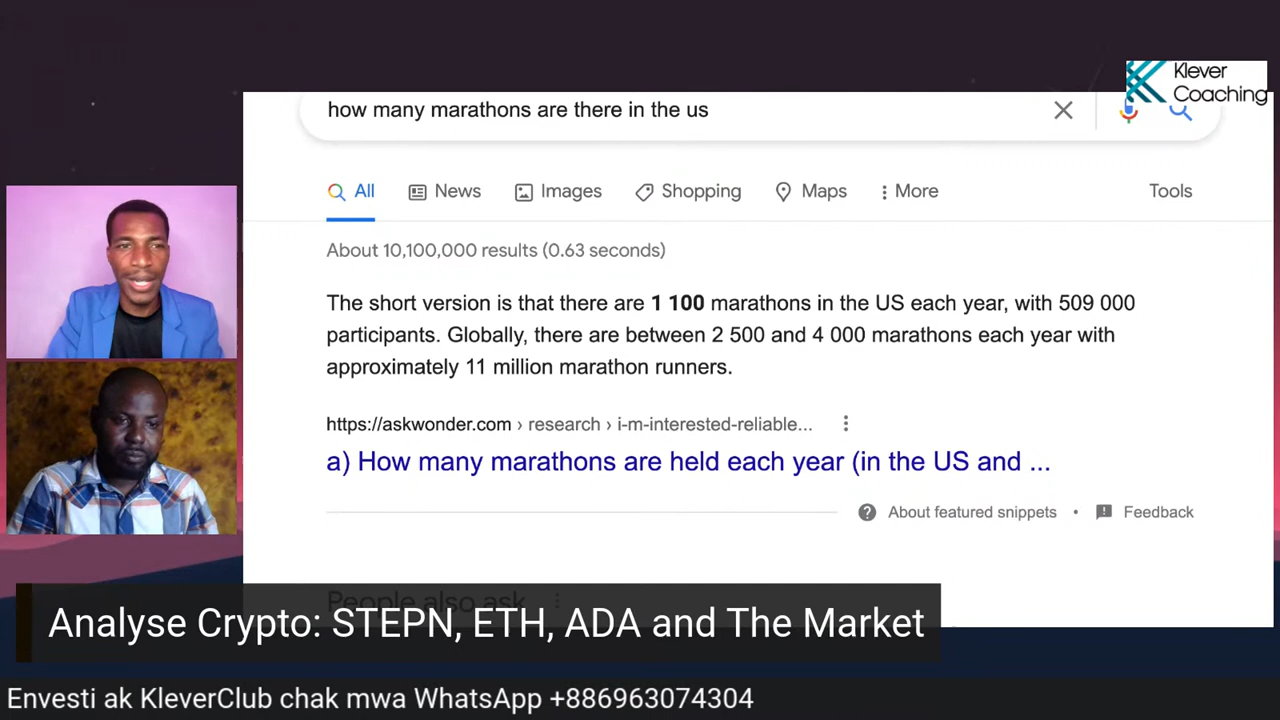 Klever
Coaching
how many marathons are there in the us
All News Images Shopping Maps More Tools
About 10,100,000 results (0.63 seconds)
The short version is that there are 1 100 marathons in the US each year, with 509 000
participants. Globally, there are between 2 500 and 4 000 marathons each year with
approximately 11 million marathon runners.
https://askwonder.com › research › i-m-interested-reliable...
a) How many marathons are held each year (in the US and ...
About featured snippets • Feedback
People also ask
Analyse Crypto: STEPN, ETH, ADA and The Market
Envesti ak KleverClub chak mwa WhatsApp +886963074304